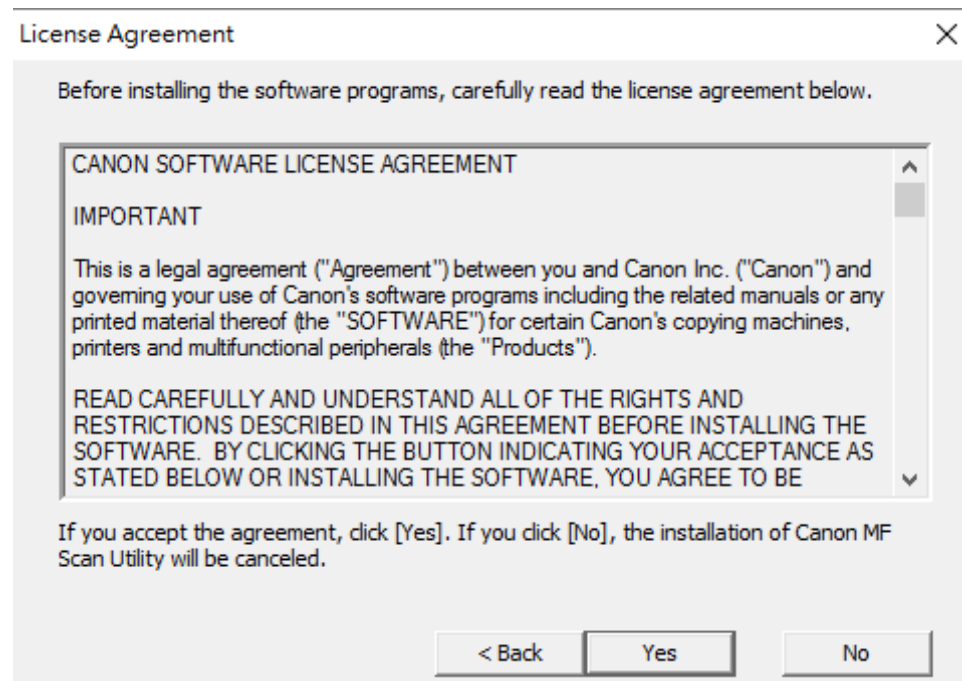 License Agreement
Before installing the software programs, carefully read the license agreement below.
CANON SOFTWARE LICENSE AGREEMENT
IMPORTANT
This is a legal agreement ("Agreement") between you and Canon Inc. ("Canon") and
governing your use of Canon's software programs including the related manuals or any
printed material thereof (the "SOFTWARE") for certain Canon's copying machines,
printers and multifunctional peripherals (the "Products").
READ CAREFULLY AND UNDERSTAND ALL OF THE RIGHTS AND
RESTRICTIONS DESCRIBED IN THIS AGREEMENT BEFORE INSTALLING THE
SOFTWARE.  BY CLICKING THE BUTTON INDICATING YOUR ACCEPTANCE AS
STATED BELOW OR INSTALLING THE SOFTWARE, YOU AGREE TO BE
If you accept the agreement, click [Yes]. If you click [No], the installation of Canon MF
Scan Utility will be canceled.
< Back Yes No